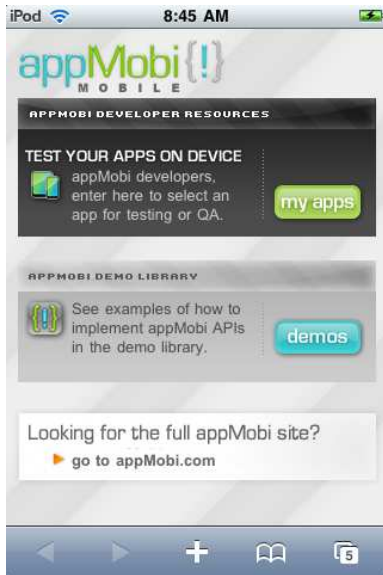 iPod 8:45 AM
appMobi{!}
MOBILE
APPMOBI DEVELOPER RESOURCES
TEST YOUR APPS ON DEVICE
appMobi developers,
enter here to select an
app for testing or QA.
my apps
APPMOBI DEMO LIBRARY
{!}
See examples of how to
implement appMobi APIs
in the demo library.
demos
Looking for the full appMobi site?
go to appMobi.com
5